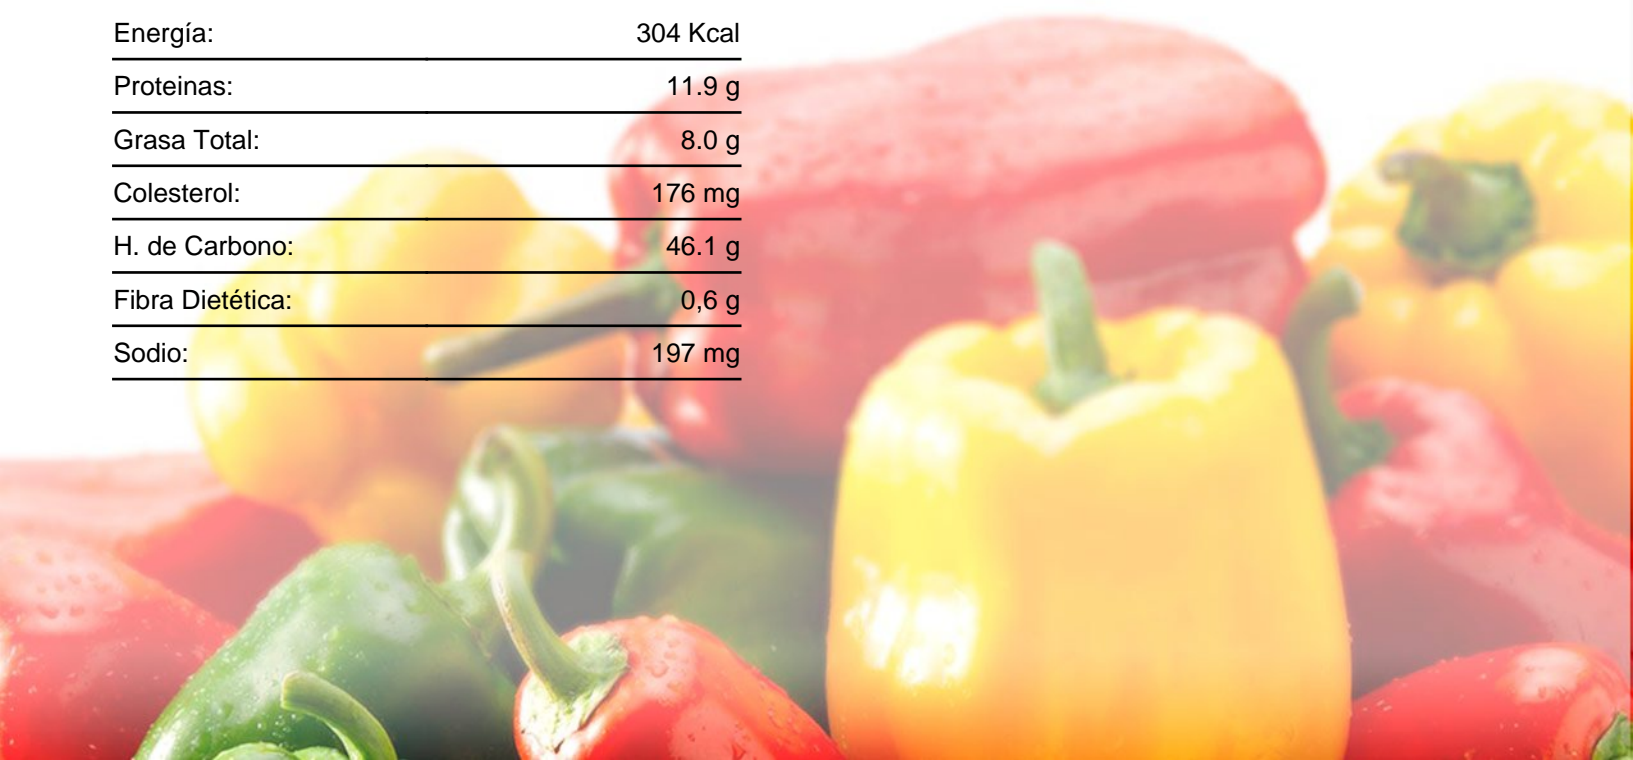 Energía: 304 Kcal
Proteinas: 11.9 g
Grasa Total: 8.0 g
Colesterol: 176 mg
H. de Carbono: 46.1 g
Fibra Dietética: 0,6 g
Sodio: 197 mg